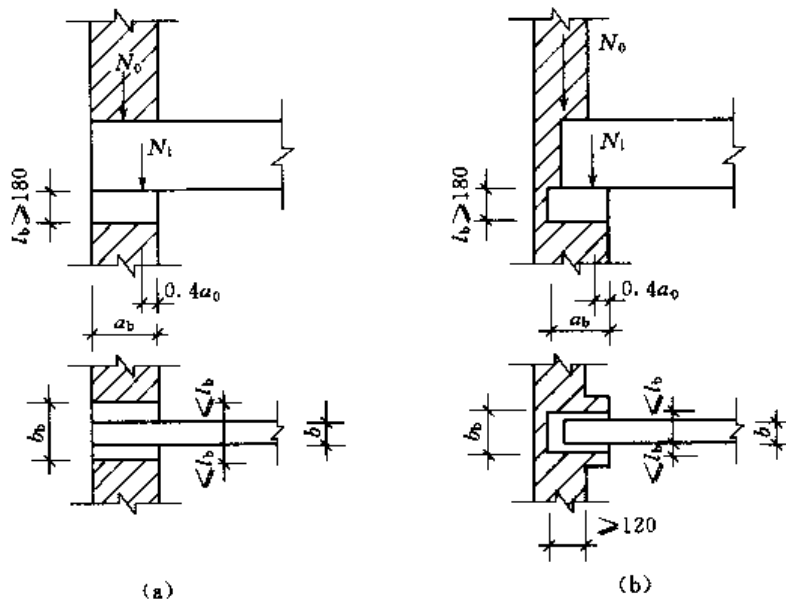 N₀
N₁
l_b⩾180
0.4a₀
a_b
b_b
⩽l_b
⩽l_b
b
(a)
N₀
N₁
l_b⩾180
0.4a₀
a_b
b_b
⩽l_b
⩽l_b
b
⩾120
(b)